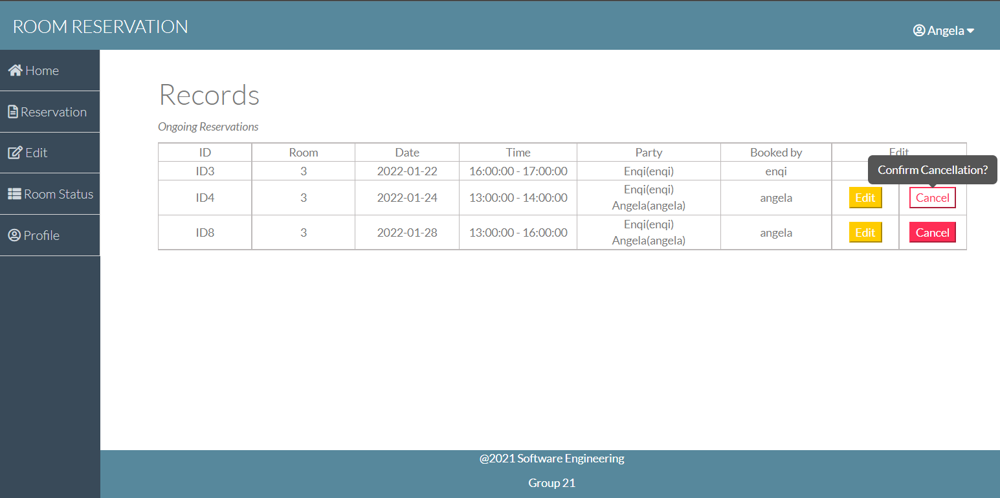 ROOM RESERVATION
Angela
Home
Reservation
Edit
Room Status
Profile
Records
Ongoing Reservations
ID Room Date Time Party Booked by Edit
Confirm Cancellation?
ID3 3 2022-01-22 16:00:00 - 17:00:00 Enqi(enqi) enqi
ID4 3 2022-01-24 13:00:00 - 14:00:00 Enqi(enqi) angela Edit Cancel
Angela(angela)
ID8 3 2022-01-28 13:00:00 - 16:00:00 Enqi(enqi) angela Edit Cancel
Angela(angela)
@2021 Software Engineering
Group 21